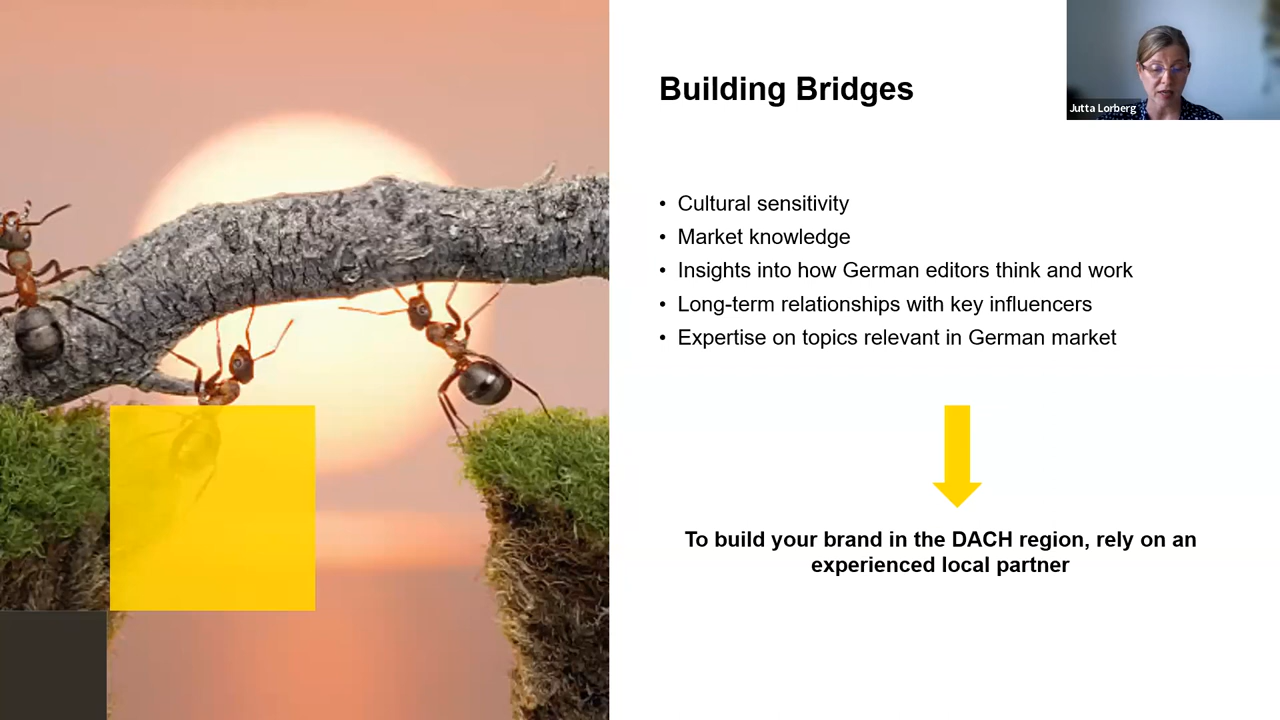 Building Bridges
Jutta Lorberg
• Cultural sensitivity
• Market knowledge
• Insights into how German editors think and work
• Long-term relationships with key influencers
• Expertise on topics relevant in German market
To build your brand in the DACH region, rely on an
experienced local partner